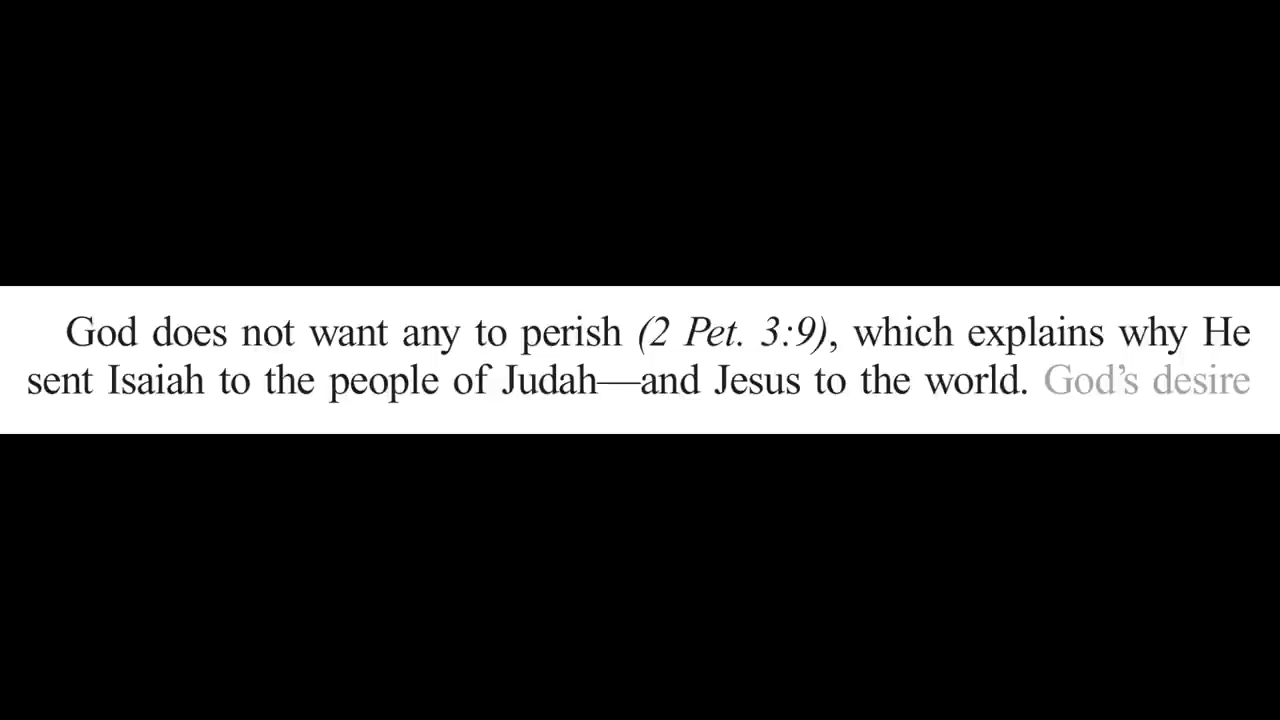 God does not want any to perish (2 Pet. 3:9), which explains why He
sent Isaiah to the people of Judah—and Jesus to the world. God’s desire